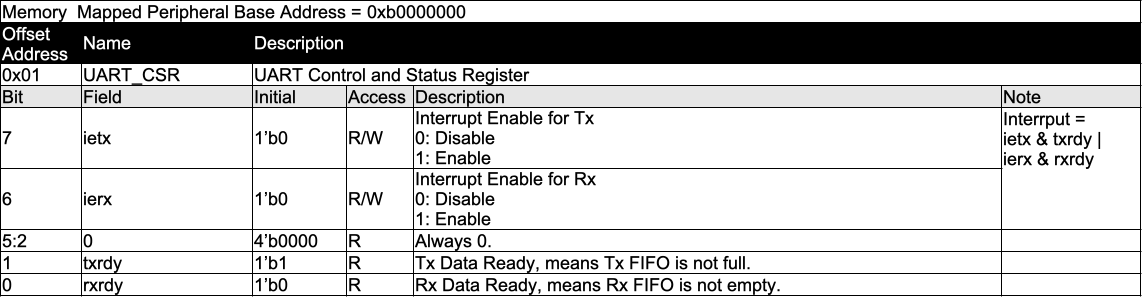 Memory  Mapped Peripheral Base Address = 0xb0000000
Offset Address Name Description
0x01 UART_CSR UART Control and Status Register
Bit Field Initial Access Description Note
7 ietx 1’b0 R/W Interrupt Enable for Tx
0: Disable
1: Enable
Interrput =
ietx & txrdy |
ierx & rxrdy
6 ierx 1’b0 R/W Interrupt Enable for Rx
0: Disable
1: Enable
5:2 0 4’b0000 R Always 0.
1 txrdy 1’b1 R Tx Data Ready, means Tx FIFO is not full.
0 rxrdy 1’b0 R Rx Data Ready, means Rx FIFO is not empty.